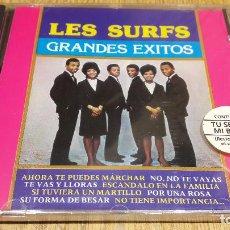 LES SURFS
GRANDES EXITOS
TU SE
MI B
AHORA TE PUEDES MARCHAR - NO, NO TE VAYAS
TE VAS Y LLORAS - ESCANDALO EN LA FAMILIA
SI TUVIERA UN MARTILLO - POR UNA ROSA
SU FORMA DE BESAR - NO TIENE IMPORTANCIA...